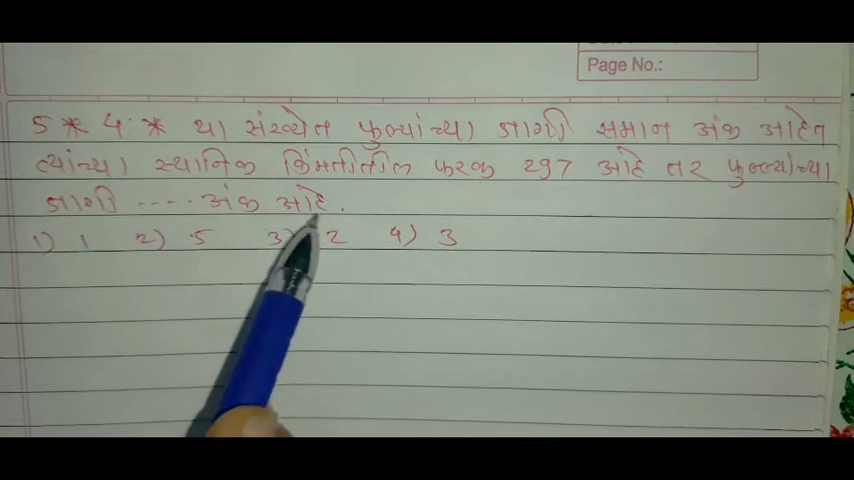 Page No.:
5 * 4 * या संख्येत फुल्यांच्या जागी समान अंक आहेत
त्यांच्या स्थानिक किंमतीतील फरक 297 आहे तर फुल्ल्यांच्या
जागी ---- अंक आहे.
1) 1 2) 5 3) 2 4) 3